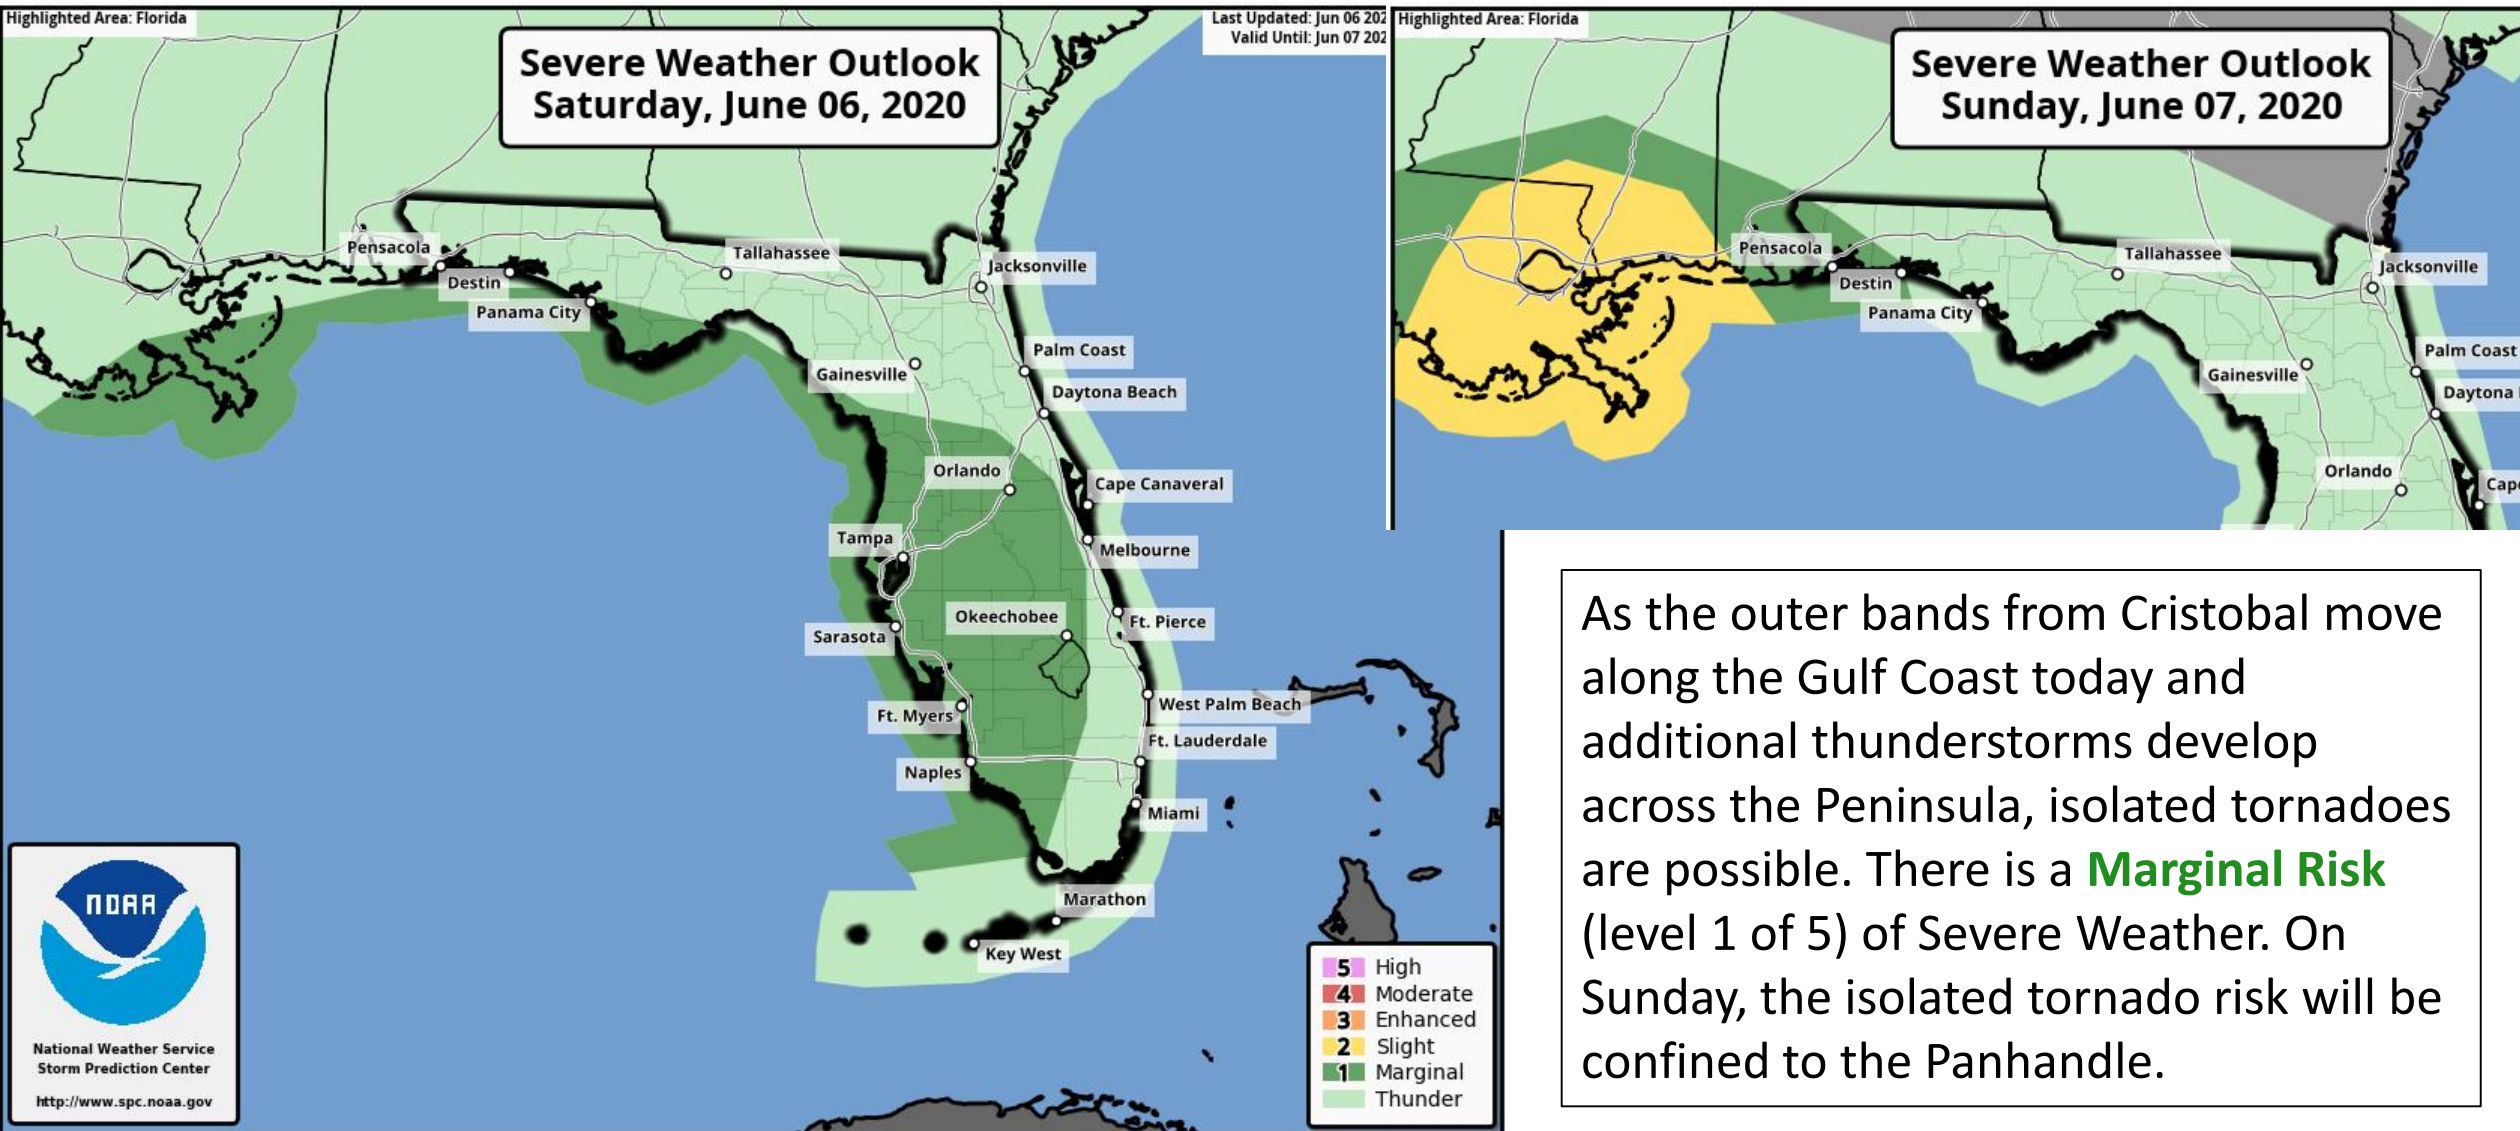 Highlighted Area: Florida
Last Updated: Jun 06 202
Valid Until: Jun 07 202
Severe Weather Outlook
Saturday, June 06, 2020
Pensacola
Tallahassee
Jacksonville
Destin
Panama City
Palm Coast
Gainesville
Daytona Beach
Orlando
Cape Canaveral
Tampa
Melbourne
Okeechobee
Ft. Pierce
Sarasota
West Palm Beach
Ft. Myers
Ft. Lauderdale
Naples
Miami
Marathon
Key West
NOAA
National Weather Service
Storm Prediction Center
http://www.spc.noaa.gov
5 High
4 Moderate
3 Enhanced
2 Slight
1 Marginal
Thunder
Highlighted Area: Florida
Severe Weather Outlook
Sunday, June 07, 2020
Pensacola
Tallahassee
Jacksonville
Destin
Panama City
Palm Coast
Gainesville
Daytona
Orlando
Cap
As the outer bands from Cristobal move
along the Gulf Coast today and
additional thunderstorms develop
across the Peninsula, isolated tornadoes
are possible. There is a Marginal Risk
(level 1 of 5) of Severe Weather. On
Sunday, the isolated tornado risk will be
confined to the Panhandle.